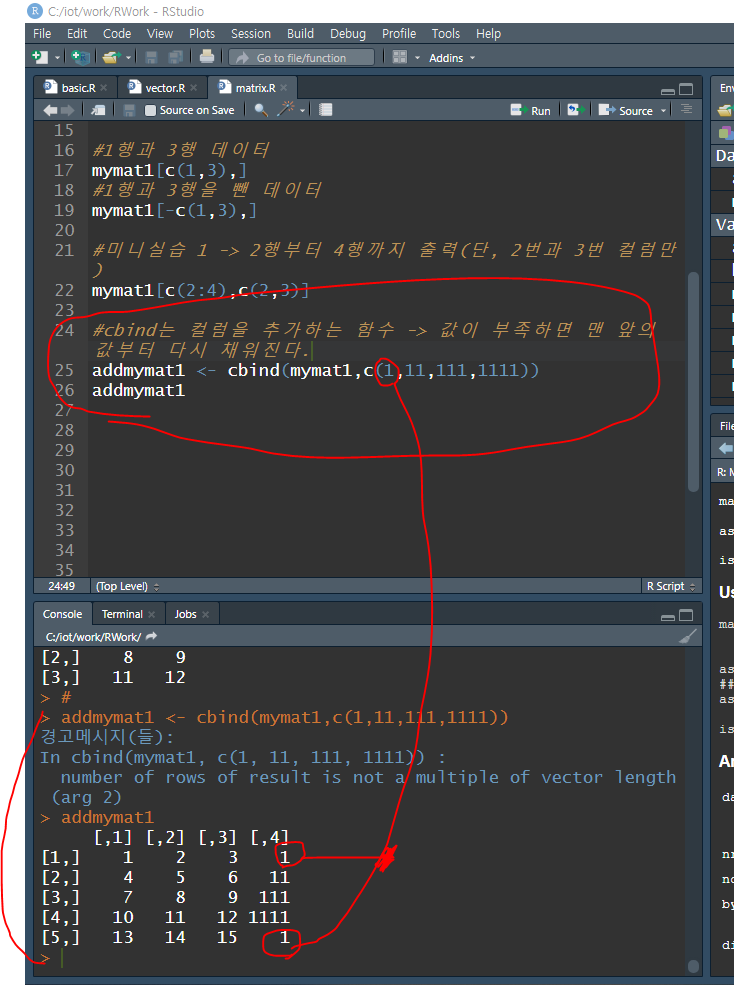 C:/iot/work/RWork - RStudio
File Edit Code View Plots Session Build Debug Profile Tools Help
Go to file/function Addins
basic.R vector.R matrix.R
Source on Save Run Source
15
16 #1행과 3행 데이터
17 mymat1[c(1,3),]
18 #1행과 3행을 뺀 데이터
19 mymat1[-c(1,3),]
20
21 #미니실습 1 -> 2행부터 4행까지 출력(단, 2번과 3번 컬럼만
)
22 mymat1[c(2:4),c(2,3)]
23
24 #cbind는 컬럼을 추가하는 함수 -> 값이 부족하면 맨 앞의
값부터 다시 채워진다.
25 addmymat1 <- cbind(mymat1,c(1,11,111,1111))
26 addmymat1
27
28
29
30
31
32
33
34
35
24:49 (Top Level) R Script
Console Terminal Jobs
C:/iot/work/RWork/
[2,] 8 9
[3,] 11 12
> #
> addmymat1 <- cbind(mymat1,c(1,11,111,1111))
경고메시지(들):
In cbind(mymat1, c(1, 11, 111, 1111)) :
number of rows of result is not a multiple of vector length
(arg 2)
> addmymat1
[,1] [,2] [,3] [,4]
[1,] 1 2 3 1
[2,] 4 5 6 11
[3,] 7 8 9 111
[4,] 10 11 12 1111
[5,] 13 14 15 1
>
Env
Da
Va
File
R: M
ma
as
is
Us
ma
as
##
as
is
Ar
da
nr
nc
by
di